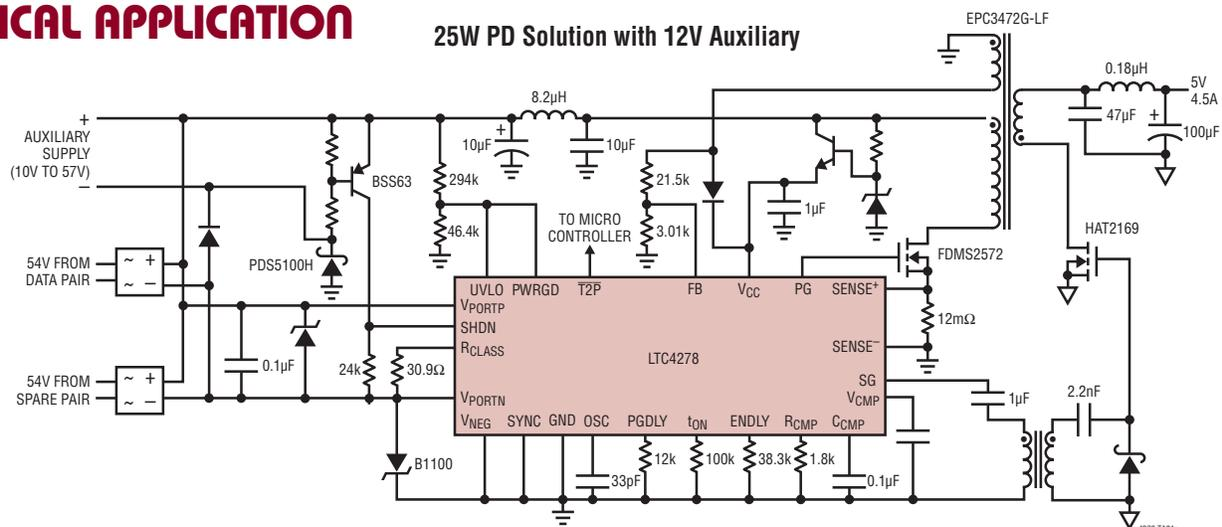 ICAL APPLICATION
25W PD Solution with 12V Auxiliary
EPC3472G-LF
+
AUXILIARY
SUPPLY
(10V TO 57V)
–
BSS63
PDS5100H
8.2µH
+
10µF
10µF
294k
46.4k
21.5k
3.01k
TO MICRO
CONTROLLER
1µF
0.18µH
5V
4.5A
47µF
+
100µF
HAT2169
FDMS2572
12mΩ
54V FROM
DATA PAIR
~ +
~ –
54V FROM
SPARE PAIR
~ +
~ –
0.1µF
24k
30.9Ω
B1100
UVLO PWRGD T2P FB VCC PG SENSE+
VPORTP
SHDN
RCLASS
LTC4278
SENSE–
SG
VCMP
VPORTN
VNEG SYNC GND OSC PGDLY tON ENDLY RCMP CCMP
33pF
12k
100k
38.3k
1.8k
0.1µF
1µF
2.2nF